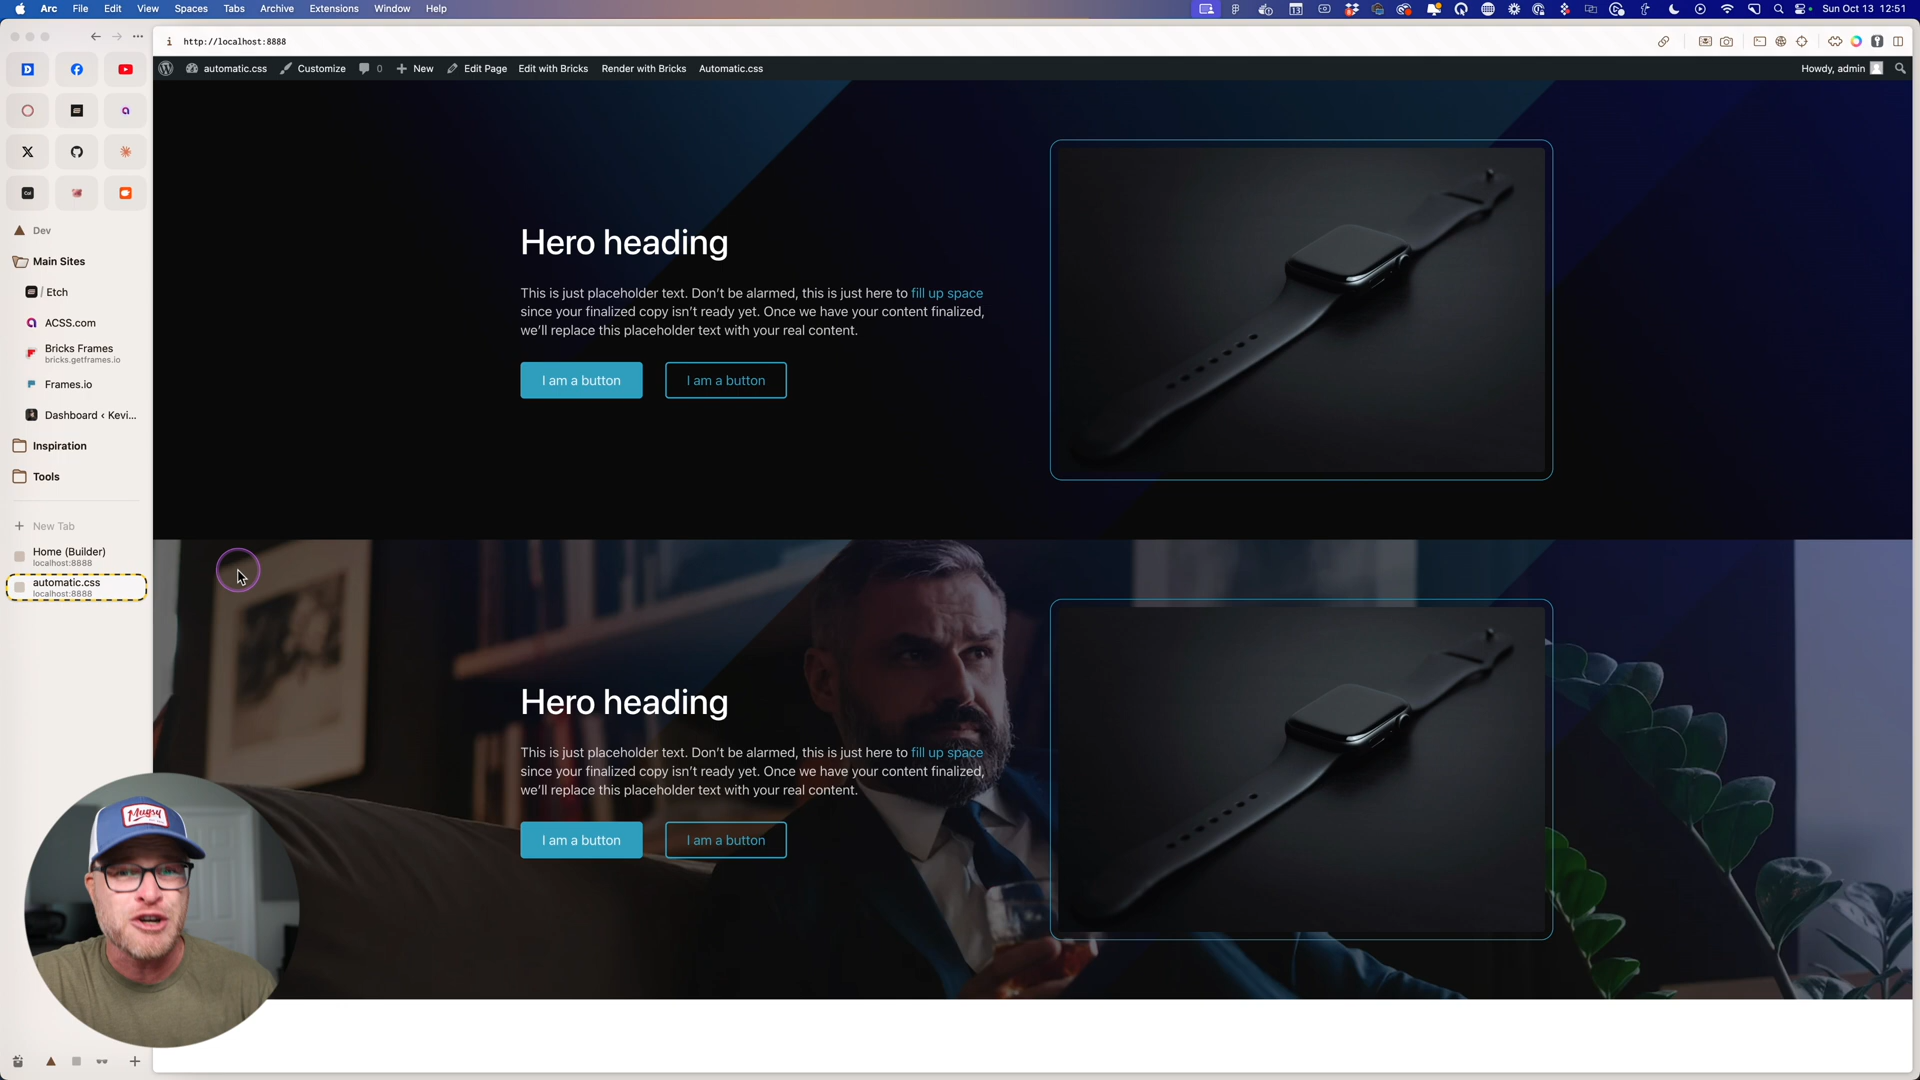 Arc File Edit View Spaces Tabs Archive Extensions Window Help
13
Sun Oct 13 12:51
http://localhost:8888
automatic.css Customize 0 New Edit Page Edit with Bricks Render with Bricks Automatic.css
Howdy, admin
Dev
Main Sites
/ Etch
ACSS.com
Bricks Frames
bricks.getframes.io
Frames.io
Dashboard ‹ Kevi...
Inspiration
Tools
New Tab
Home (Builder)
localhost:8888
automatic.css
localhost:8888
Hero heading
This is just placeholder text. Don’t be alarmed, this is just here to fill up space
since your finalized copy isn’t ready yet. Once we have your content finalized,
we’ll replace this placeholder text with your real content.
I am a button
I am a button
Hero heading
This is just placeholder text. Don’t be alarmed, this is just here to fill up space
since your finalized copy isn’t ready yet. Once we have your content finalized,
we’ll replace this placeholder text with your real content.
I am a button
I am a button
Mugsy